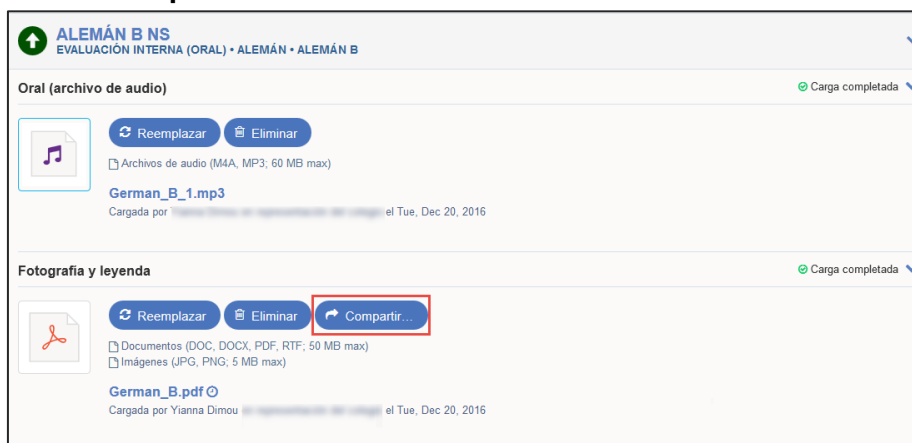 ALEMÁN B NS
EVALUACIÓN INTERNA (ORAL) • ALEMÁN • ALEMÁN B
Oral (archivo de audio)
Carga completada
Reemplazar
Eliminar
Archivos de audio (M4A, MP3; 60 MB max)
German_B_1.mp3
Cargada por el Tue, Dec 20, 2016
Fotografía y leyenda
Carga completada
Reemplazar
Eliminar
Compartir...
Documentos (DOC, DOCX, PDF, RTF; 50 MB max)
Imágenes (JPG, PNG; 5 MB max)
German_B.pdf
Cargada por Yianna Dimou el Tue, Dec 20, 2016